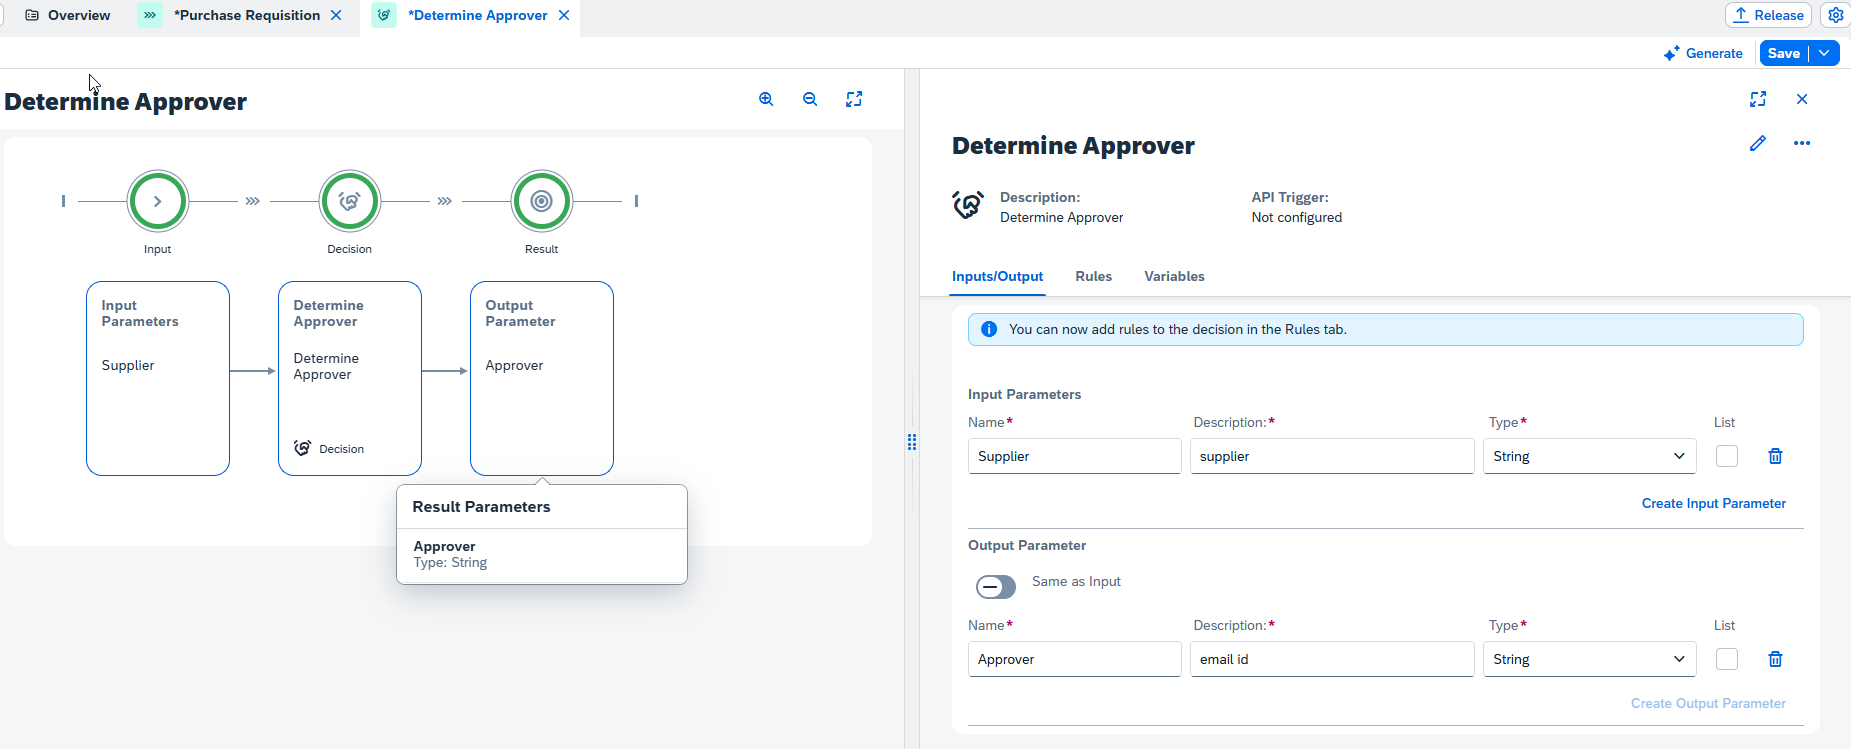 Overview
*Purchase Requisition
*Determine Approver
Release
Generate
Save
Determine Approver
Input
Decision
Result
Input
Parameters
Supplier
Determine
Approver
Determine
Approver
Decision
Output
Parameter
Approver
Result Parameters
Approver
Type: String
Determine Approver
Description:
Determine Approver
API Trigger:
Not configured
Inputs/Output
Rules
Variables
You can now add rules to the decision in the Rules tab.
Input Parameters
Name* Description:* Type* List
Supplier supplier String
Create Input Parameter
Output Parameter
Same as Input
Name* Description:* Type* List
Approver email id String
Create Output Parameter